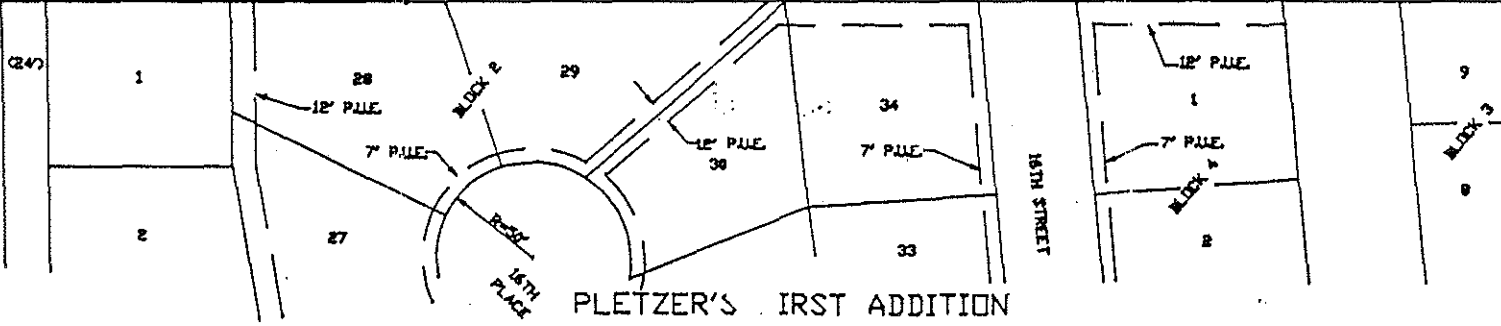 (24')
1
28
29
34
12' P.U.E.
1
9
12' P.U.E.
BLOCK 2
12' P.U.E.
30
7' P.U.E.
7' P.U.E.
7' P.U.E.
BLOCK 3
8
BLOCK 4
16TH STREET
2
27
R=50'
33
2
16TH
PLACE
PLETZER'S IRST ADDITION